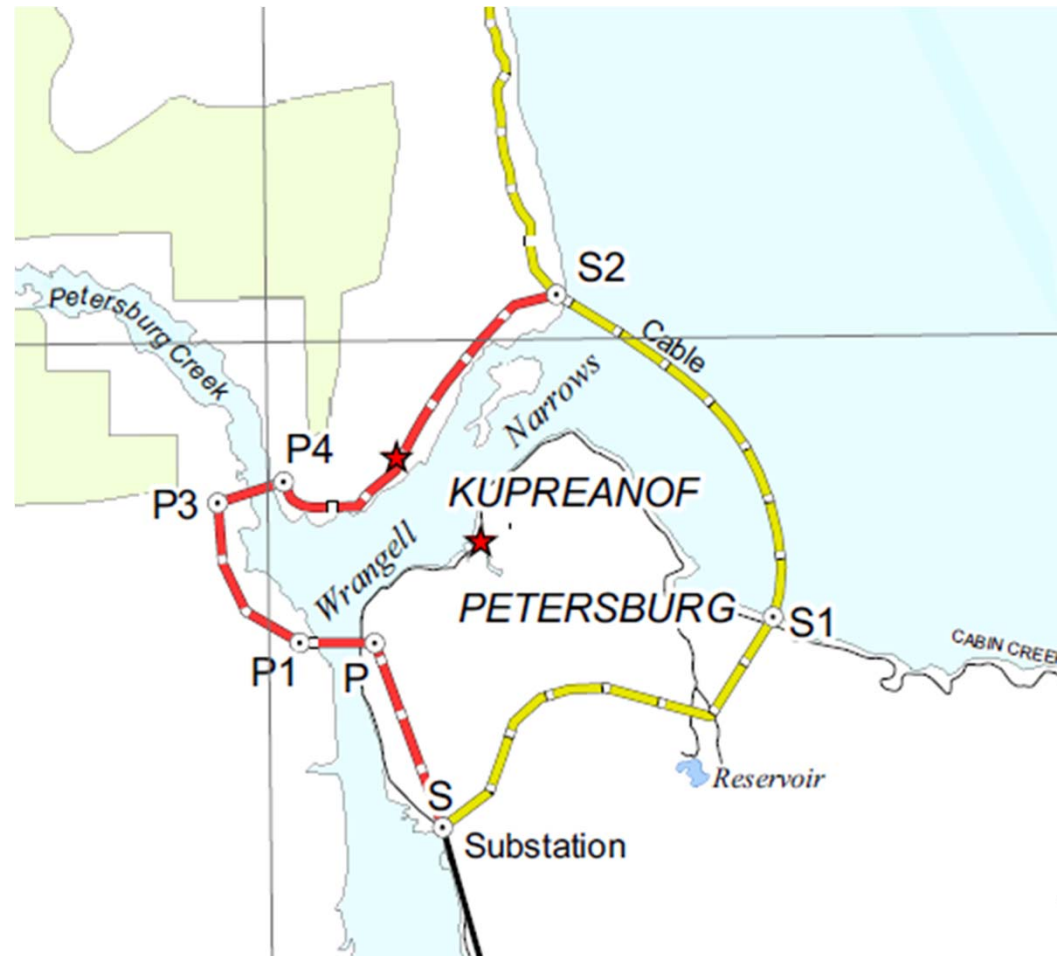 S2
Petersburg Creek
Cable
Narrows
P4
KUPREANOF
P3
Wrangell
PETERSBURG
S1
CABIN CREE
P1
P
Reservoir
S
Substation